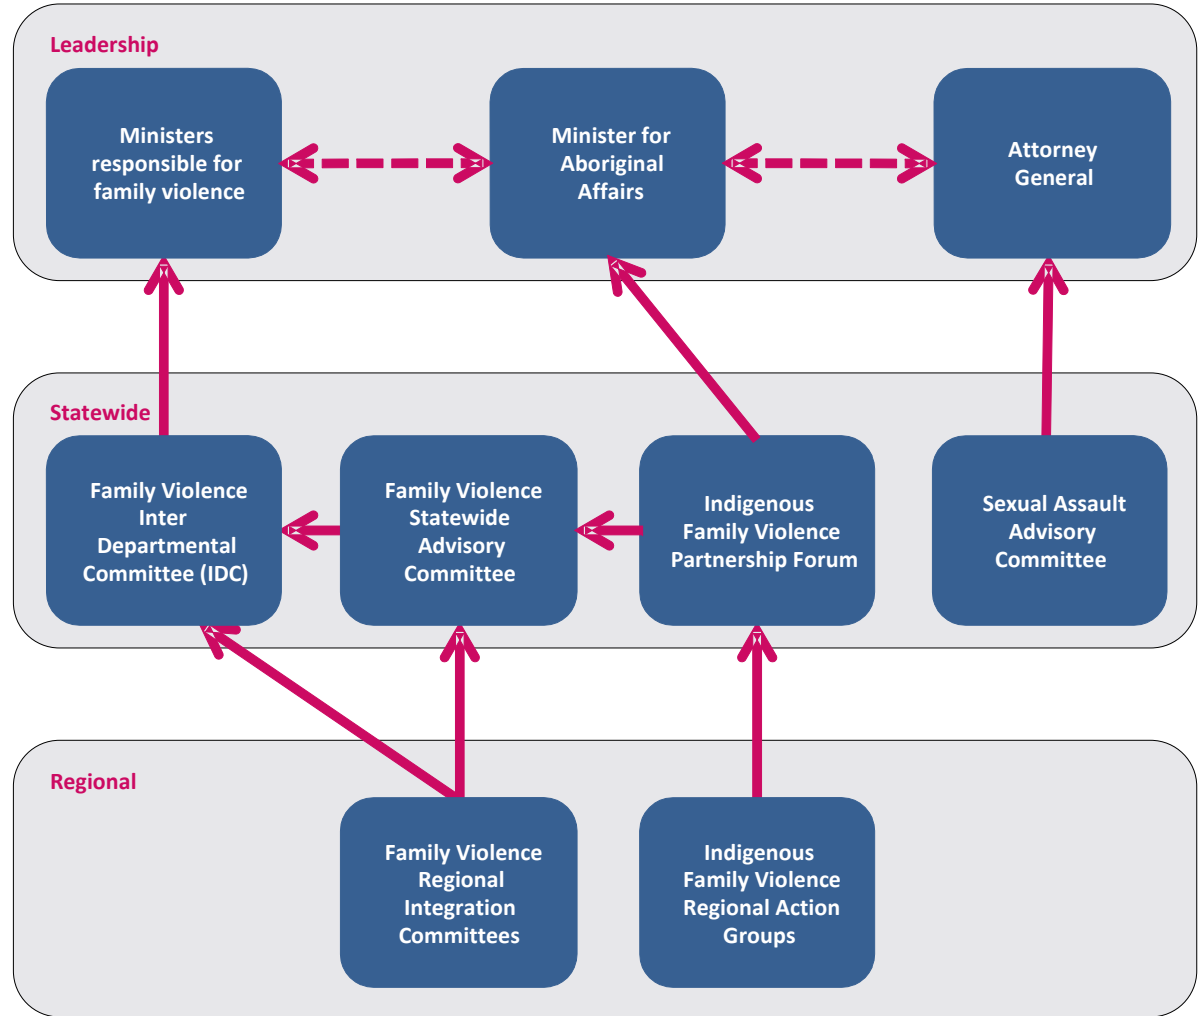 Leadership
Ministers
responsible for
family violence
Minister for
Aboriginal
Affairs
Attorney
General
Statewide
Family Violence
Inter
Departmental
Committee (IDC)
Family Violence
Statewide
Advisory
Committee
Indigenous
Family Violence
Partnership Forum
Sexual Assault
Advisory
Committee
Regional
Family Violence
Regional
Integration
Committees
Indigenous
Family Violence
Regional Action
Groups